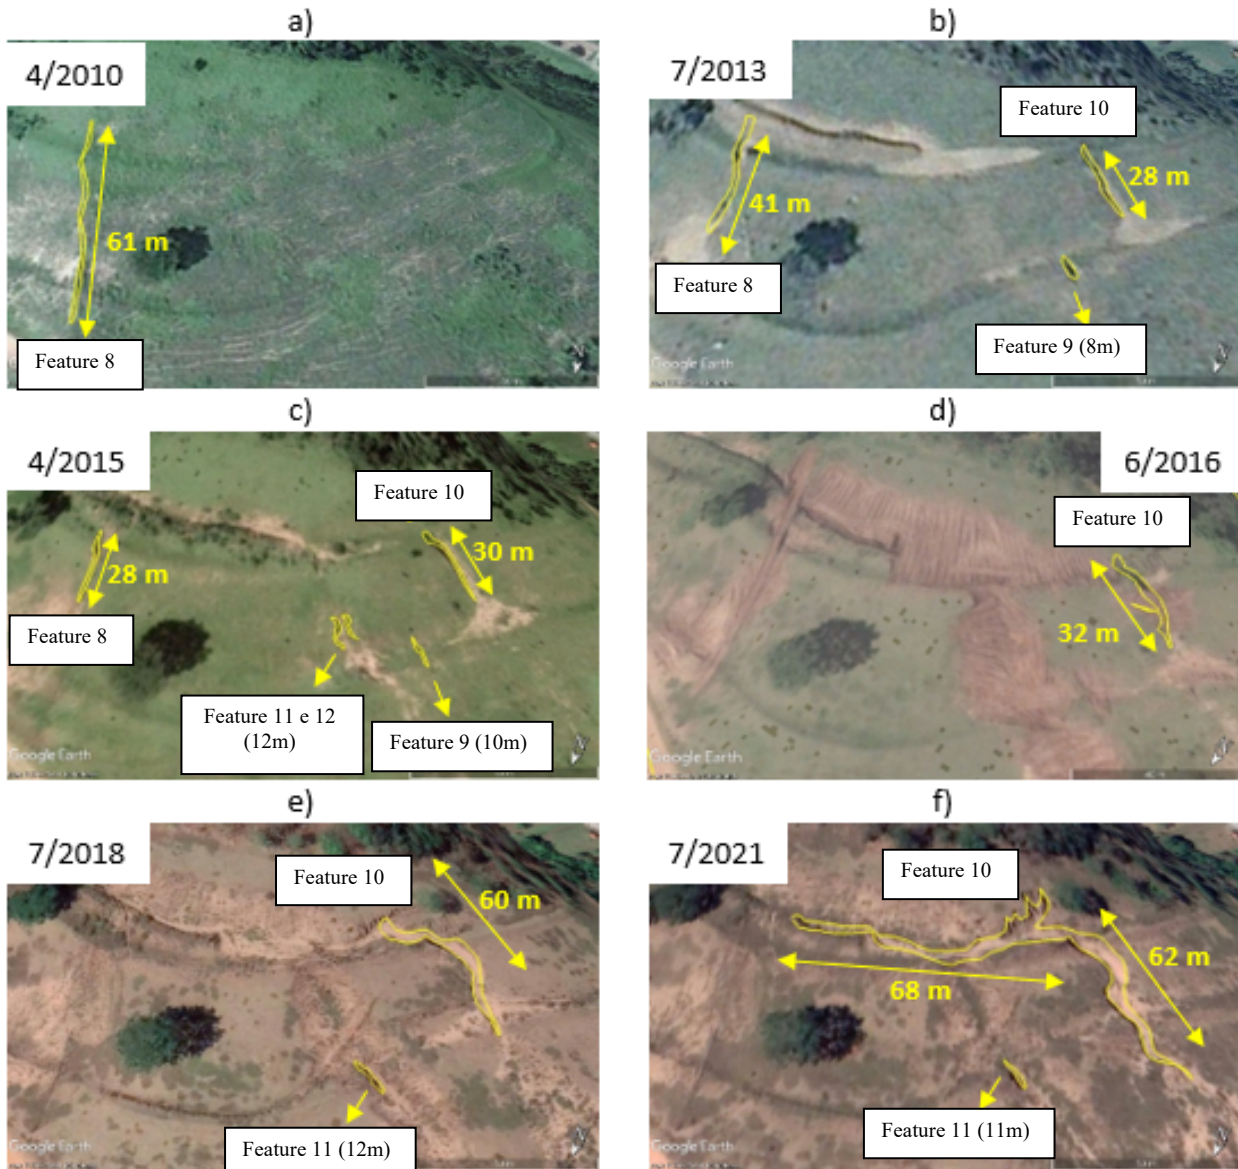 a)
4/2010
61 m
Feature 8
b)
7/2013
Feature 10
28 m
41 m
Feature 8
Feature 9 (8m)
Google Earth
c)
4/2015
Feature 10
30 m
28 m
Feature 8
Feature 11 e 12
(12m)
Feature 9 (10m)
Google Earth
d)
6/2016
Feature 10
32 m
Google Earth
e)
7/2018
Feature 10
60 m
Feature 11 (12m)
Google Earth
f)
7/2021
Feature 10
62 m
68 m
Feature 11 (11m)
Google Earth